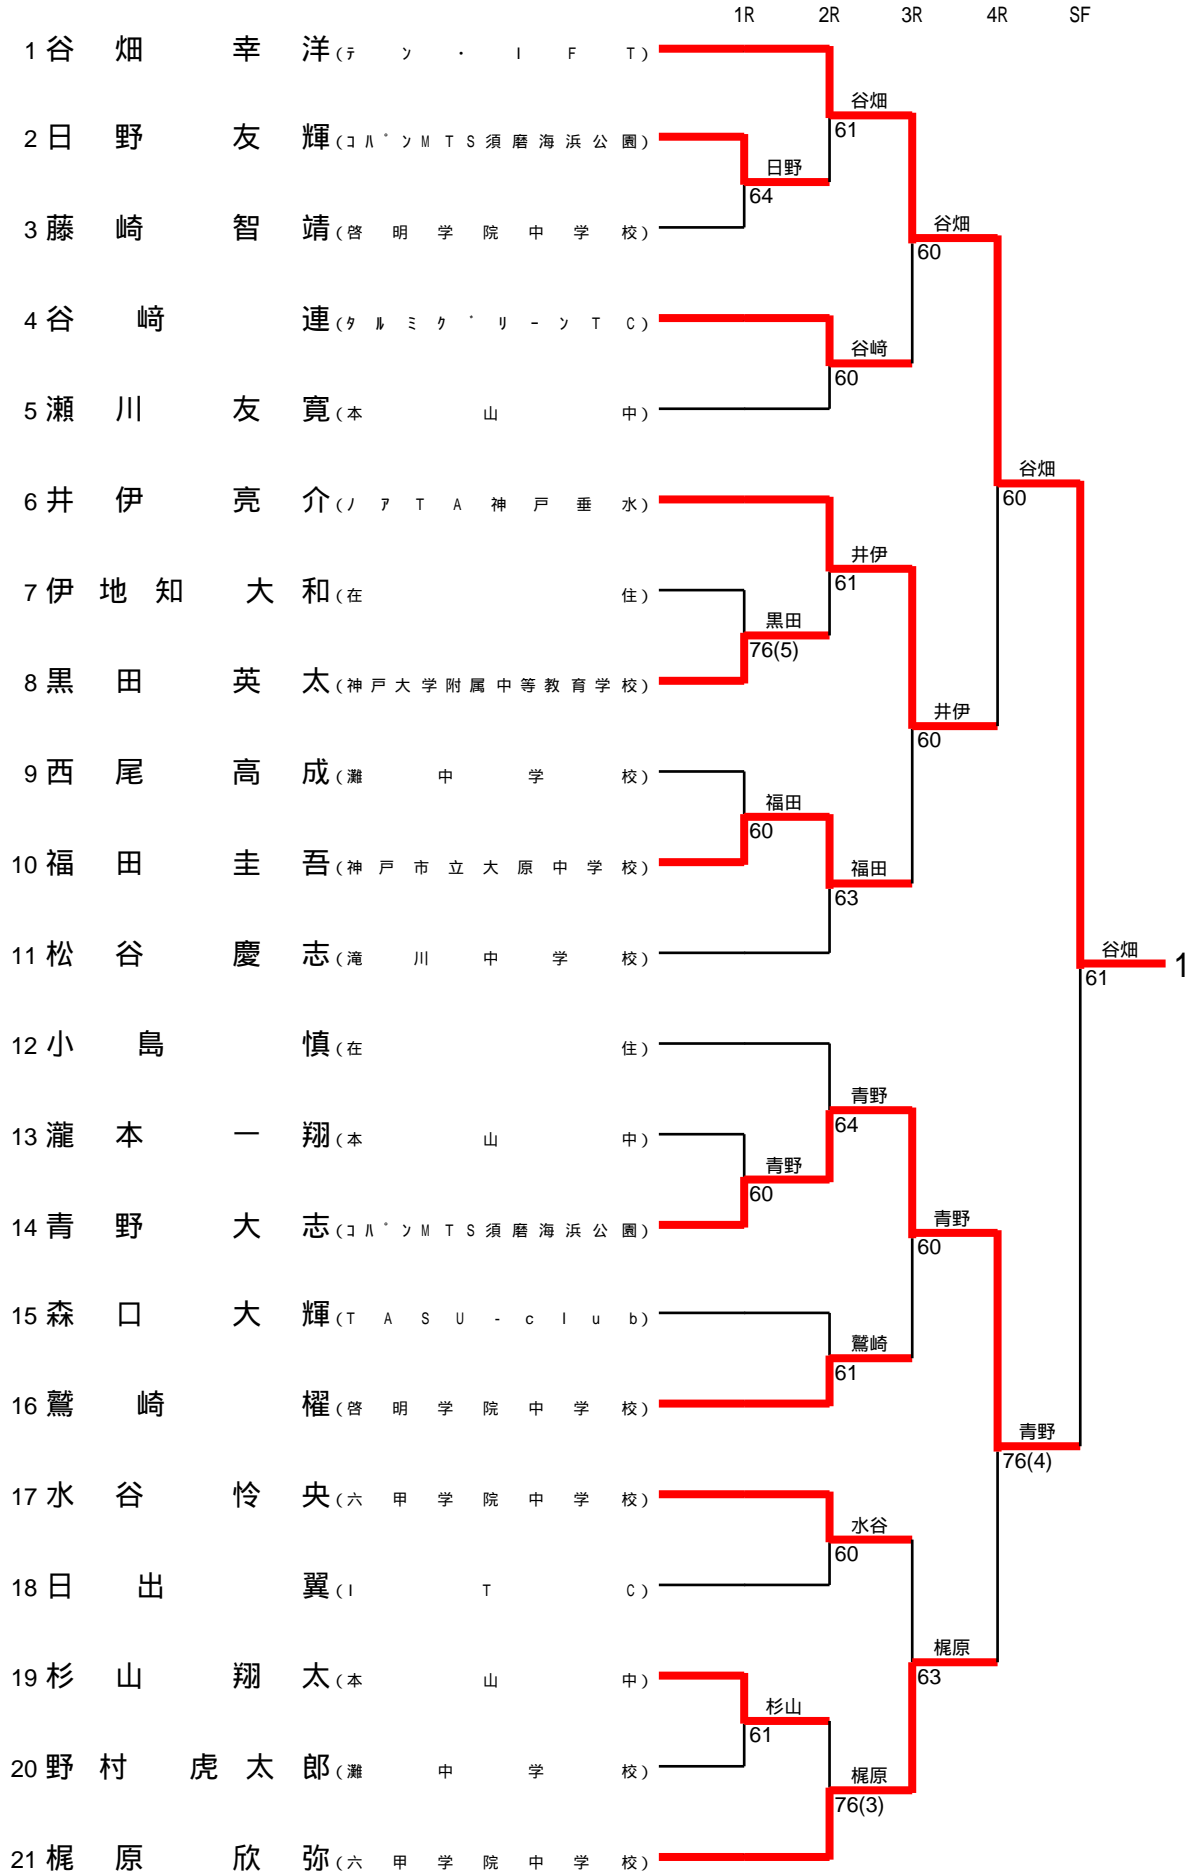 1R 2R 3R 4R SF
1 谷畑 幸洋 (テン・IFT)
谷畑
61
2 日野 友輝 (コパンMTS須磨海浜公園)
日野
64
3 藤崎 智靖 (啓明学院中学校)
谷畑
60
4 谷﨑 連 (タルミグリーンTC)
谷﨑
60
5 瀬川 友寛 (本山中)
谷畑
60
6 井伊 亮介 (ノアTA神戸垂水)
井伊
61
7 伊地知 大和 (在住)
黒田
76(5)
8 黒田 英太 (神戸大学附属中等教育学校)
井伊
60
9 西尾 高成 (灘中学校)
福田
60
10 福田 圭吾 (神戸市立大原中学校)
福田
63
11 松谷 慶志 (滝川中学校)
谷畑
61
1
12 小島 慎 (在住)
青野
64
13 瀧本 一翔 (本山中)
青野
60
14 青野 大志 (コパンMTS須磨海浜公園)
青野
60
15 森口 大輝 (TASU-club)
鷲崎
61
16 鷲崎 櫂 (啓明学院中学校)
青野
76(4)
17 水谷 怜央 (六甲学院中学校)
水谷
60
18 日出 翼 (ITC)
梶原
63
19 杉山 翔太 (本山中)
杉山
61
20 野村 虎太郎 (灘中学校)
梶原
76(3)
21 梶原 欣弥 (六甲学院中学校)